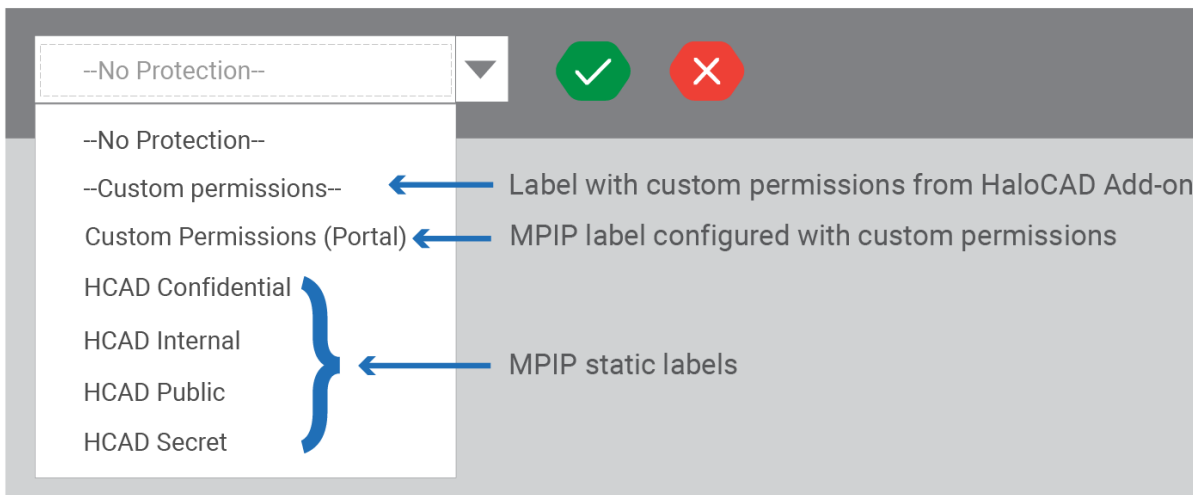 --No Protection--
--No Protection--
--Custom permissions--
Label with custom permissions from HaloCAD Add-on
Custom Permissions (Portal)
MPIP label configured with custom permissions
HCAD Confidential
HCAD Internal
MPIP static labels
HCAD Public
HCAD Secret